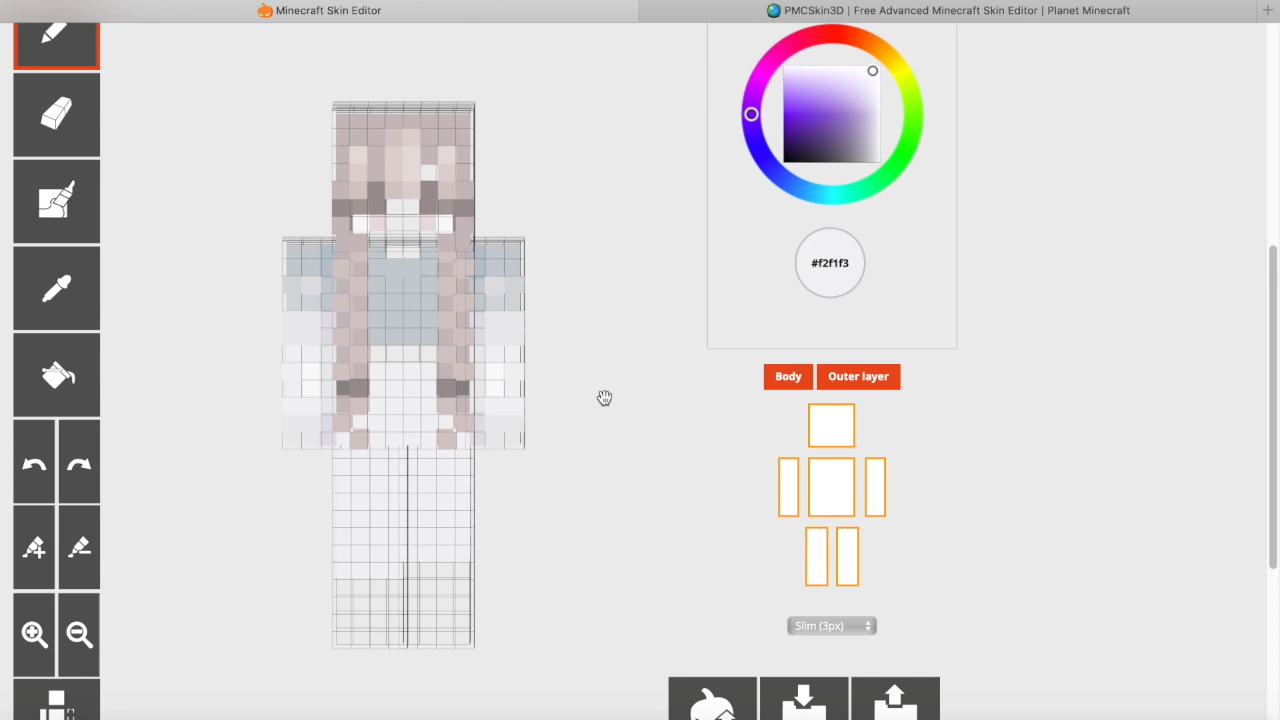 Minecraft Skin Editor
PMCSkin3D | Free Advanced Minecraft Skin Editor | Planet Minecraft
#f2f1f3
Body
Outer layer
Slim (3px)